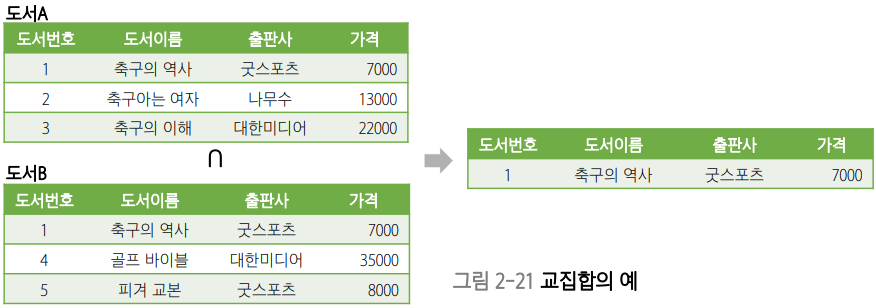 도서A
도서번호 도서이름 출판사 가격
1 축구의 역사 굿스포츠 7000
2 축구아는 여자 나무수 13000
3 축구의 이해 대한미디어 22000
∩
도서B
도서번호 도서이름 출판사 가격
1 축구의 역사 굿스포츠 7000
4 골프 바이블 대한미디어 35000
5 피겨 교본 굿스포츠 8000
도서번호 도서이름 출판사 가격
1 축구의 역사 굿스포츠 7000
그림 2-21 교집합의 예